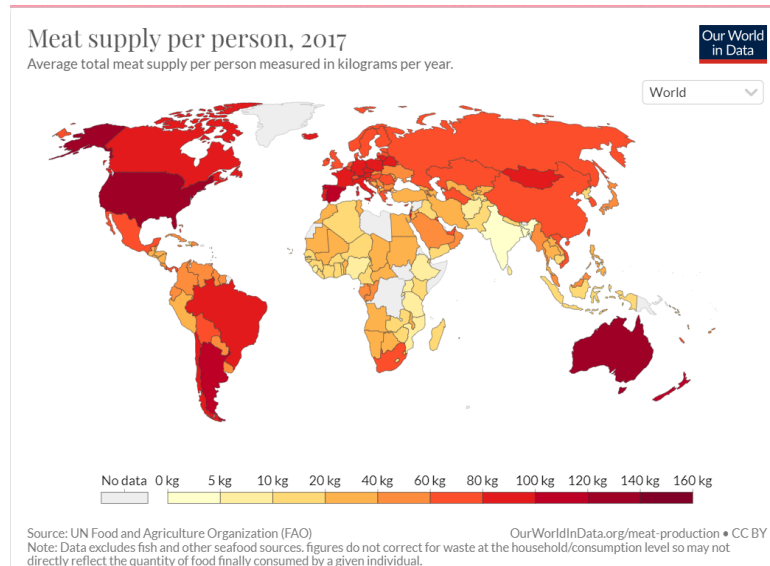 Meat supply per person, 2017
Average total meat supply per person measured in kilograms per year.
Our World
in Data
World
No data 0 kg 5 kg 10 kg 20 kg 40 kg 60 kg 80 kg 100 kg 120 kg 140 kg 160 kg
Source: UN Food and Agriculture Organization (FAO) OurWorldInData.org/meat-production • CC BY
Note: Data excludes fish and other seafood sources. figures do not correct for waste at the household/consumption level so may not
directly reflect the quantity of food finally consumed by a given individual.